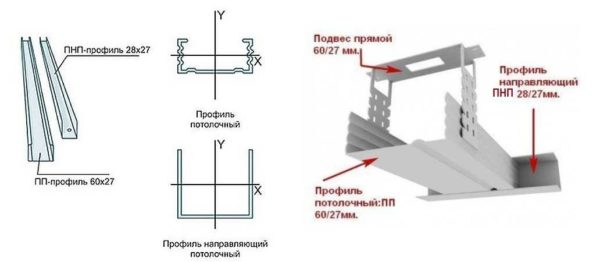 ПНП-профиль 28x27
ПП-профиль 60x27
Y
X
Профиль
потолочный
Y
X
Профиль направляющий
потолочный
Подвес прямой
60/27 мм.
Профиль
направляющий
ПНП 28/27мм.
Профиль
потолочный:ПП
60/27мм.